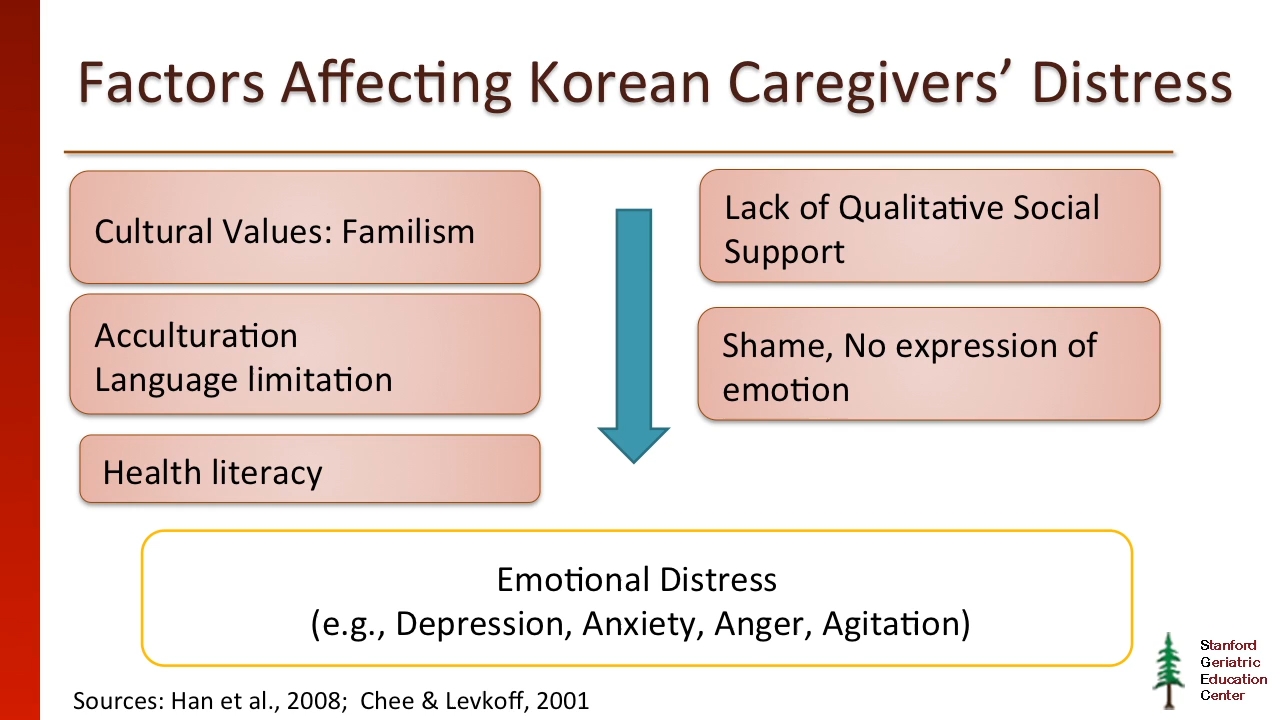 Factors Affecting Korean Caregivers’ Distress
Cultural Values: Familism
Acculturation
Language limitation
Health literacy
Lack of Qualitative Social
Support
Shame, No expression of
emotion
Emotional Distress
(e.g., Depression, Anxiety, Anger, Agitation)
Sources: Han et al., 2008;  Chee & Levkoff, 2001
Stanford
Geriatric
Education
Center